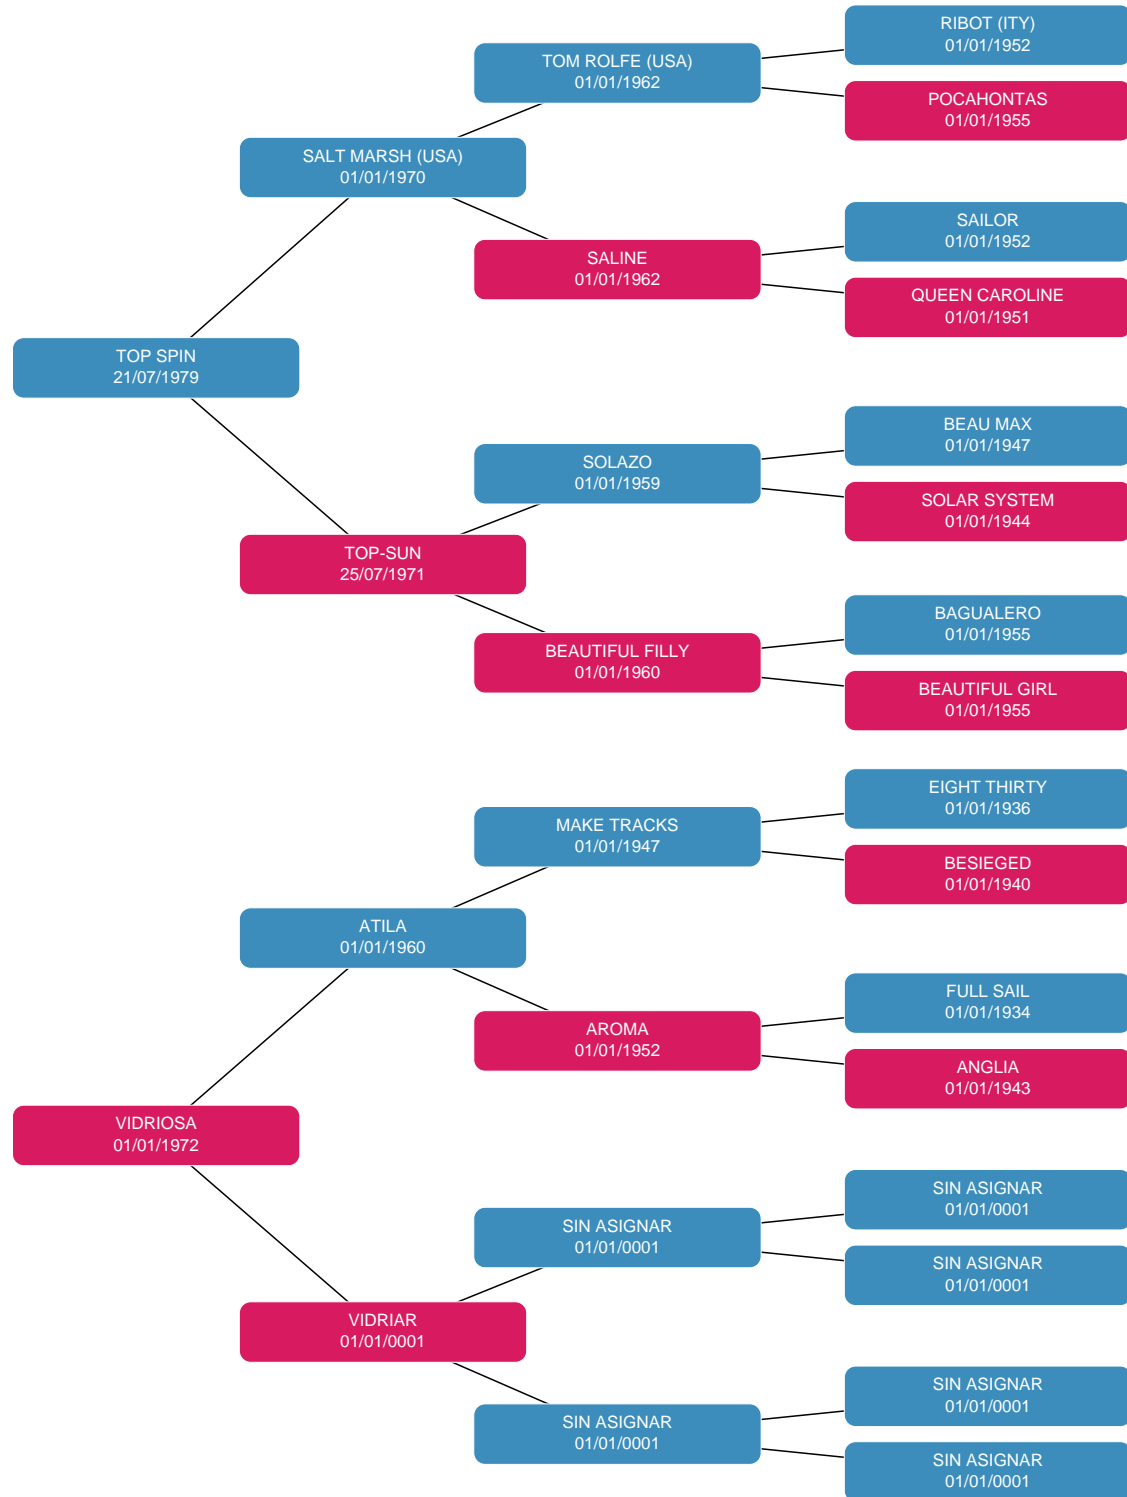 RIBOT (ITY)
01/01/1952
TOM ROLFE (USA)
01/01/1962
POCAHONTAS
01/01/1955
SALT MARSH (USA)
01/01/1970
SAILOR
01/01/1952
SALINE
01/01/1962
QUEEN CAROLINE
01/01/1951
TOP SPIN
21/07/1979
BEAU MAX
01/01/1947
SOLAZO
01/01/1959
SOLAR SYSTEM
01/01/1944
TOP-SUN
25/07/1971
BAGUALERO
01/01/1955
BEAUTIFUL FILLY
01/01/1960
BEAUTIFUL GIRL
01/01/1955
EIGHT THIRTY
01/01/1936
MAKE TRACKS
01/01/1947
BESIEGED
01/01/1940
ATILA
01/01/1960
FULL SAIL
01/01/1934
AROMA
01/01/1952
ANGLIA
01/01/1943
VIDRIOSA
01/01/1972
SIN ASIGNAR
01/01/0001
SIN ASIGNAR
01/01/0001
SIN ASIGNAR
01/01/0001
VIDRIAR
01/01/0001
SIN ASIGNAR
01/01/0001
SIN ASIGNAR
01/01/0001
SIN ASIGNAR
01/01/0001